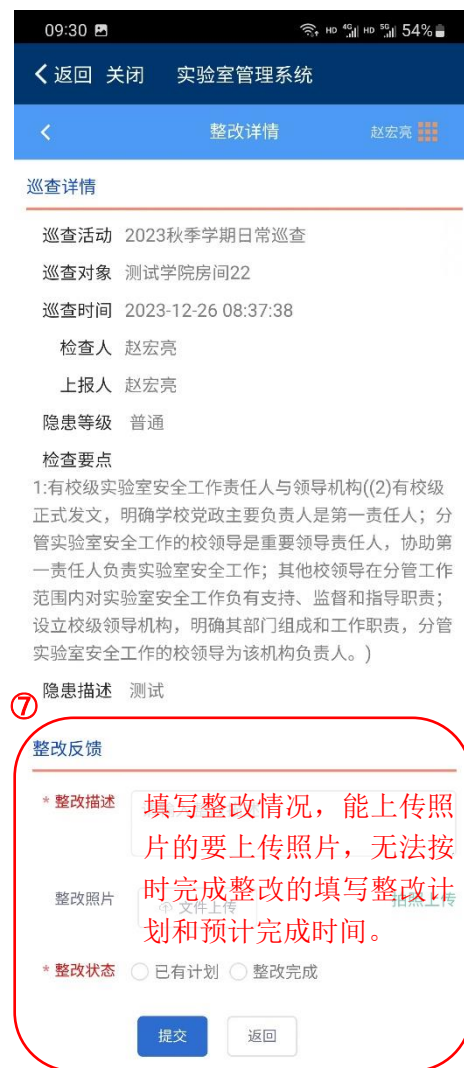 09:30 HD 4G HD 5G 54%
返回 关闭 实验室管理系统
整改详情 赵宏亮
巡查详情
巡查活动 2023秋季学期日常巡查
巡查对象 测试学院房间22
巡查时间 2023-12-26 08:37:38
检查人 赵宏亮
上报人 赵宏亮
隐患等级 普通
检查要点
1:有校级实验室安全工作责任人与领导机构((2)有校级
正式发文，明确学校党政主要负责人是第一责任人；分
管实验室安全工作的校领导是重要领导责任人，协助第
一责任人负责实验室安全工作；其他校领导在分管工作
范围内对实验室安全工作负有支持、监督和指导职责；
设立校级领导机构，明确其部门组成和工作职责，分管
实验室安全工作的校领导为该机构负责人。)
隐患描述 测试
⑦
整改反馈
* 整改描述
填写整改情况，能上传照
片的要上传照片，无法按
时完成整改的填写整改计
划和预计完成时间。
整改照片 文件上传 拍照上传
* 整改状态 已有计划 整改完成
提交 返回